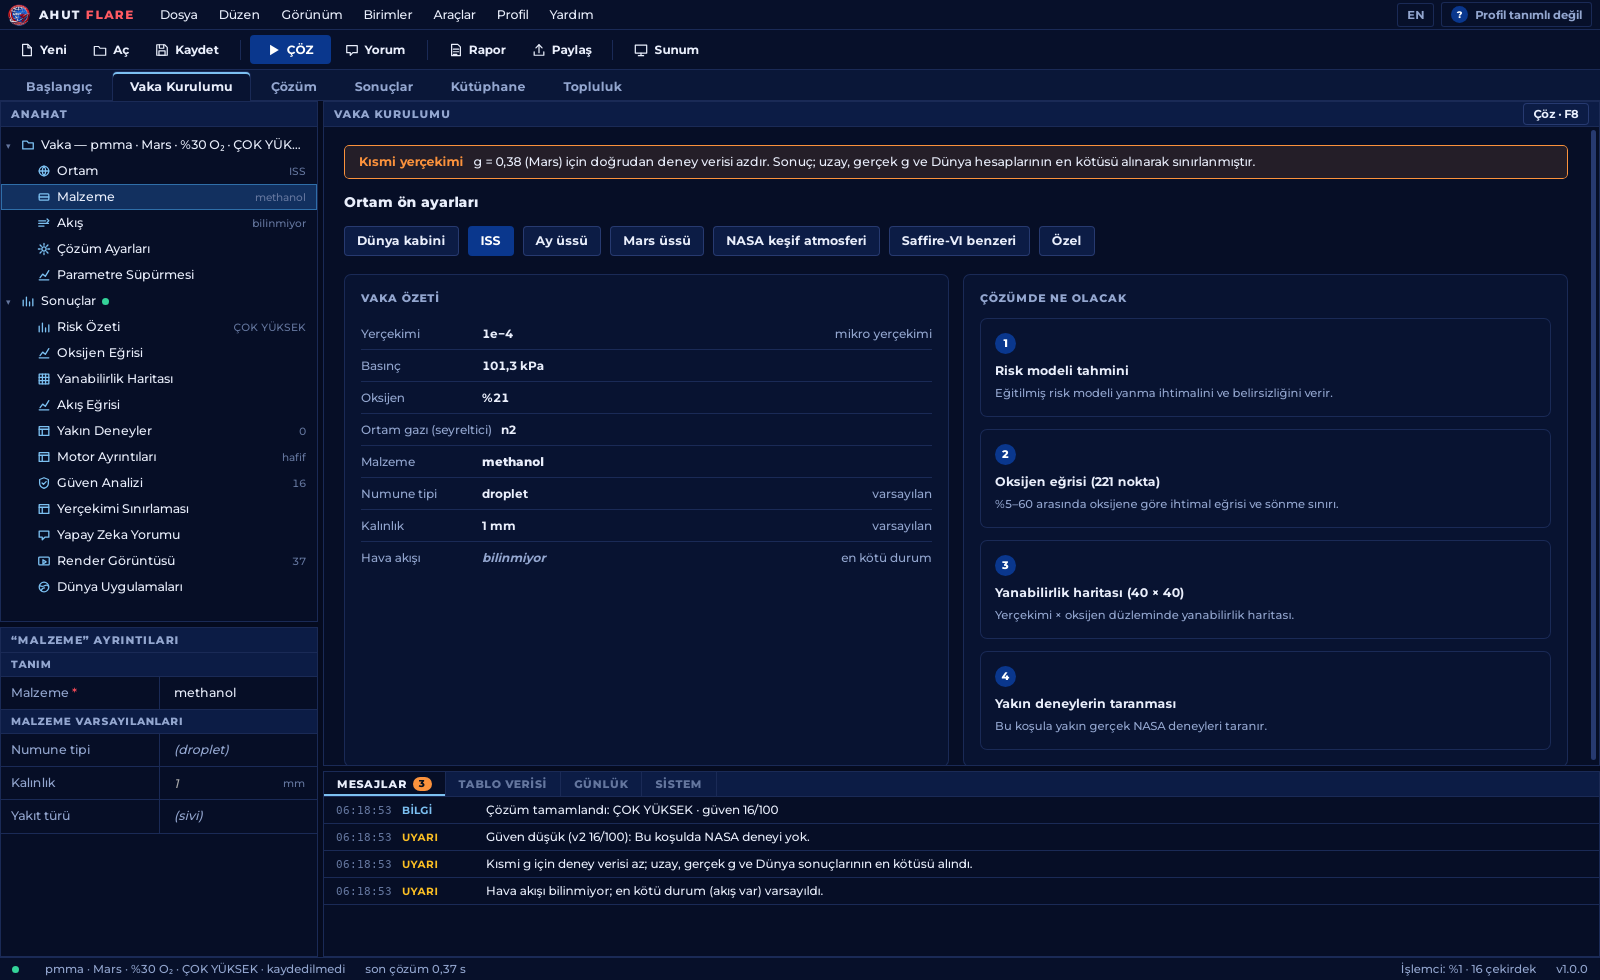 AHUT FLARE Dosya Düzen Görünüm Birimler Araçlar Profil Yardım EN ? Profil tanımlı değil
Yeni Aç Kaydet ÇÖZ Yorum Rapor Paylaş Sunum
Başlangıç Vaka Kurulumu Çözüm Sonuçlar Kütüphane Topluluk
ANAHAT
Vaka — pmma · Mars · %30 O₂ · ÇOK YÜK...
Ortam ISS
Malzeme methanol
Akış bilinmiyor
Çözüm Ayarları
Parametre Süpürmesi
Sonuçlar
Risk Özeti ÇOK YÜKSEK
Oksijen Eğrisi
Yanabilirlik Haritası
Akış Eğrisi
Yakın Deneyler 0
Motor Ayrıntıları hafif
Güven Analizi 16
Yerçekimi Sınırlaması
Yapay Zeka Yorumu
Render Görüntüsü 37
Dünya Uygulamaları
“MALZEME” AYRINTILARI
TANIM
Malzeme * methanol
MALZEME VARSAYILANLARI
Numune tipi (droplet)
Kalınlık 1 mm
Yakıt türü (sivi)
VAKA KURULUMU Çöz · F8
Kısmi yerçekimi g = 0,38 (Mars) için doğrudan deney verisi azdır. Sonuç; uzay, gerçek g ve Dünya hesaplarının en kötüsü alınarak sınırlanmıştır.
Ortam ön ayarları
Dünya kabini ISS Ay üssü Mars üssü NASA keşif atmosferi Saffire-VI benzeri Özel
VAKA ÖZETİ
Yerçekimi 1e−4 mikro yerçekimi
Basınç 101,3 kPa
Oksijen %21
Ortam gazı (seyreltici) n2
Malzeme methanol
Numune tipi droplet varsayılan
Kalınlık 1 mm varsayılan
Hava akışı bilinmiyor en kötü durum
ÇÖZÜMDE NE OLACAK
1
Risk modeli tahmini
Eğitilmiş risk modeli yanma ihtimalini ve belirsizliğini verir.
2
Oksijen eğrisi (221 nokta)
%5–60 arasında oksijene göre ihtimal eğrisi ve sönme sınırı.
3
Yanabilirlik haritası (40 × 40)
Yerçekimi × oksijen düzleminde yanabilirlik haritası.
4
Yakın deneylerin taranması
Bu koşula yakın gerçek NASA deneyleri taranır.
MESAJLAR 3 TABLO VERİSİ GÜNLÜK SİSTEM
06:18:53 BİLGİ Çözüm tamamlandı: ÇOK YÜKSEK · güven 16/100
06:18:53 UYARI Güven düşük (v2 16/100): Bu koşulda NASA deneyi yok.
06:18:53 UYARI Kısmi g için deney verisi az; uzay, gerçek g ve Dünya sonuçlarının en kötüsü alındı.
06:18:53 UYARI Hava akışı bilinmiyor; en kötü durum (akış var) varsayıldı.
pmma · Mars · %30 O₂ · ÇOK YÜKSEK · kaydedilmedi son çözüm 0,37 s İşlemci: %1 · 16 çekirdek v1.0.0